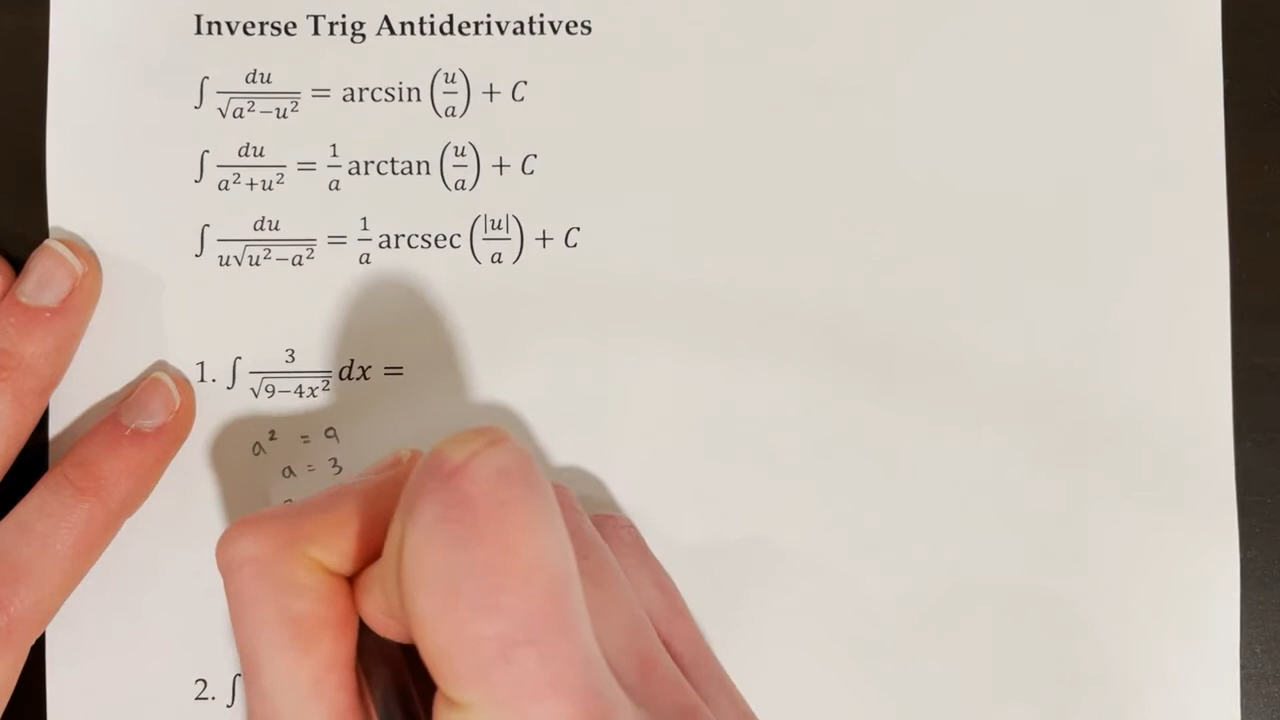 Inverse Trig Antiderivatives
∫ du/√(a²−u²) = arcsin (u/a) + C
∫ du/(a²+u²) = 1/a arctan (u/a) + C
∫ du/(u√(u²−a²)) = 1/a arcsec (|u|/a) + C
1. ∫ 3/√(9−4x²) dx =
a² = 9
a = 3
2. ∫